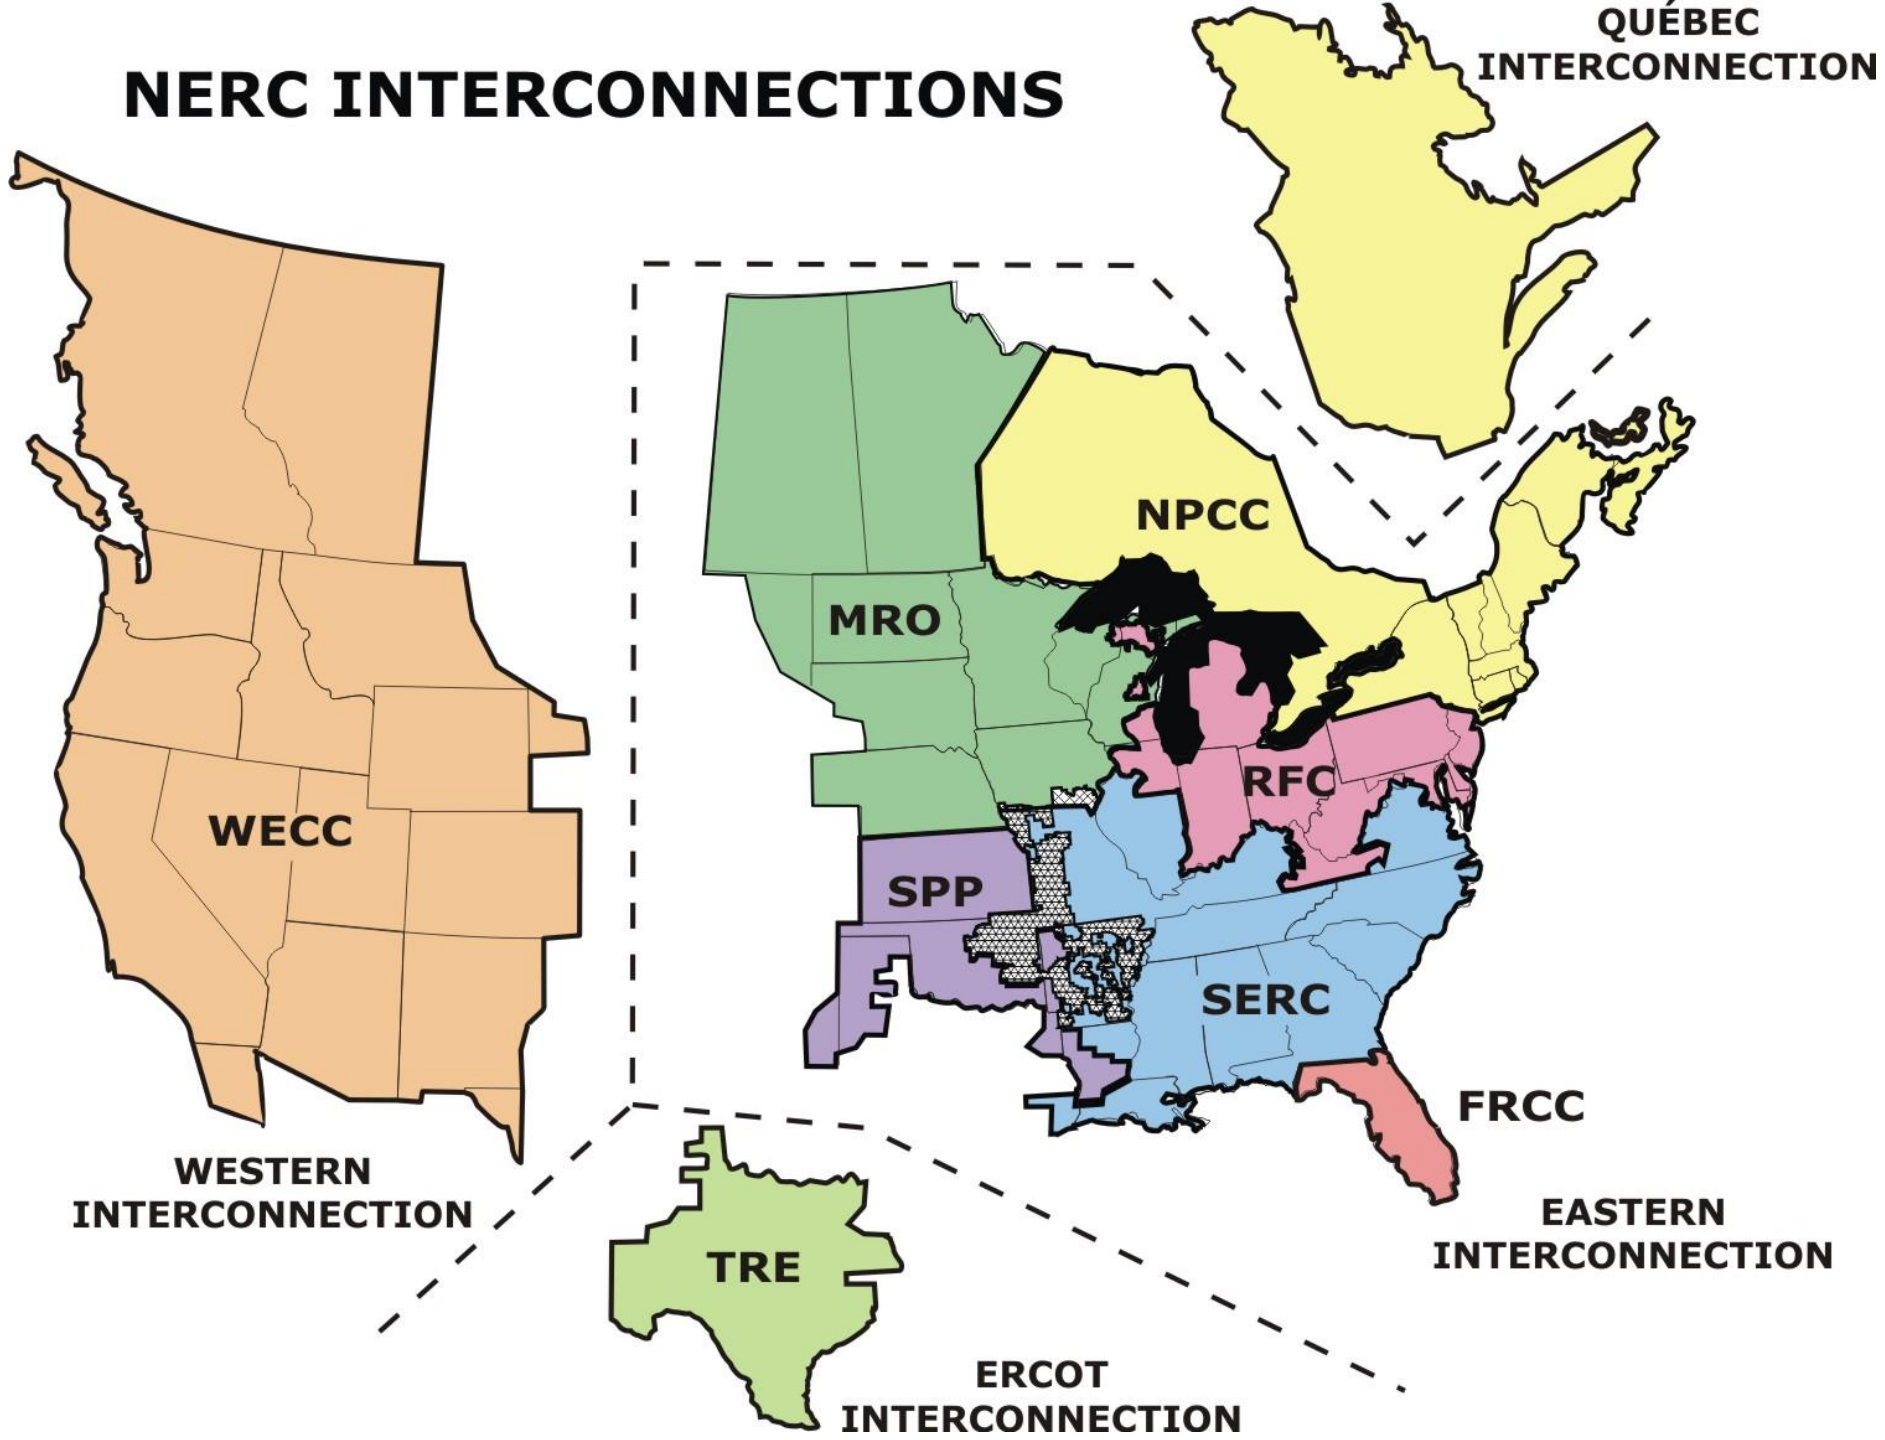 QUÉBEC
INTERCONNECTION
NERC INTERCONNECTIONS
NPCC
MRO
RFC
WECC
SPP
SERC
FRCC
WESTERN
INTERCONNECTION
EASTERN
INTERCONNECTION
TRE
ERCOT
INTERCONNECTION